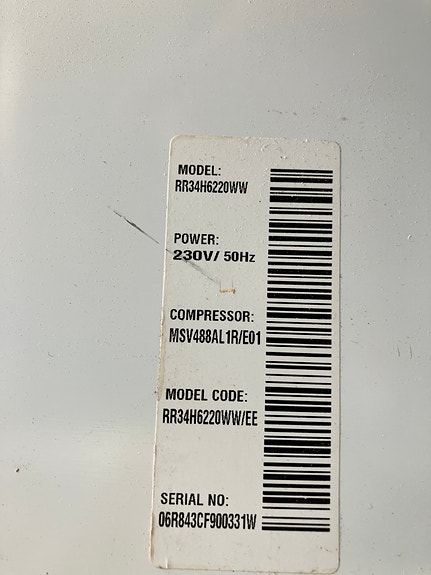 MODEL:
RR34H6220WW
POWER:
230V/ 50Hz
COMPRESSOR:
MSV488AL1R/E01
MODEL CODE:
RR34H6220WW/EE
SERIAL NO:
06R843CF900331W